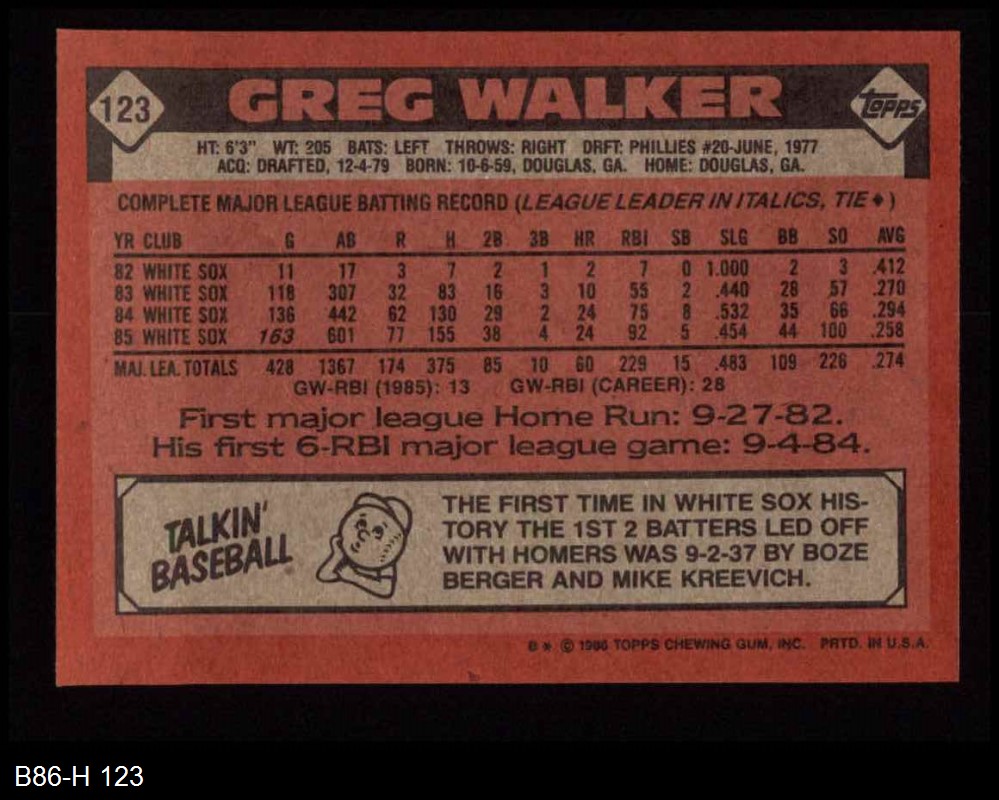 123 GREG WALKER Topps
HT: 6'3" WT: 205 BATS: LEFT THROWS: RIGHT DRFT: PHILLIES #20-JUNE, 1977
ACQ: DRAFTED, 12-4-79 BORN: 10-6-59, DOUGLAS, GA. HOME: DOUGLAS, GA.
COMPLETE MAJOR LEAGUE BATTING RECORD (LEAGUE LEADER IN ITALICS, TIE ♦)
YR CLUB G AB R H 2B 3B HR RBI SB SLG BB SO AVG
82 WHITE SOX 11 17 3 7 2 1 2 7 0 1.000 2 3 .412
83 WHITE SOX 118 307 32 83 16 3 10 55 2 .440 28 57 .270
84 WHITE SOX 136 442 62 130 29 2 24 75 8 .532 35 66 .294
85 WHITE SOX 163 601 77 155 38 4 24 92 5 .454 44 100 .258
MAJ. LEA. TOTALS 428 1367 174 375 85 10 60 229 15 .483 109 226 .274
GW-RBI (1985): 13 GW-RBI (CAREER): 28
First major league Home Run: 9-27-82.
His first 6-RBI major league game: 9-4-84.
TALKIN'
BASEBALL
THE FIRST TIME IN WHITE SOX HIS-
TORY THE 1ST 2 BATTERS LED OFF
WITH HOMERS WAS 9-2-37 BY BOZE
BERGER AND MIKE KREEVICH.
B * © 1986 TOPPS CHEWING GUM, INC. PRTD. IN U.S.A.
B86-H 123